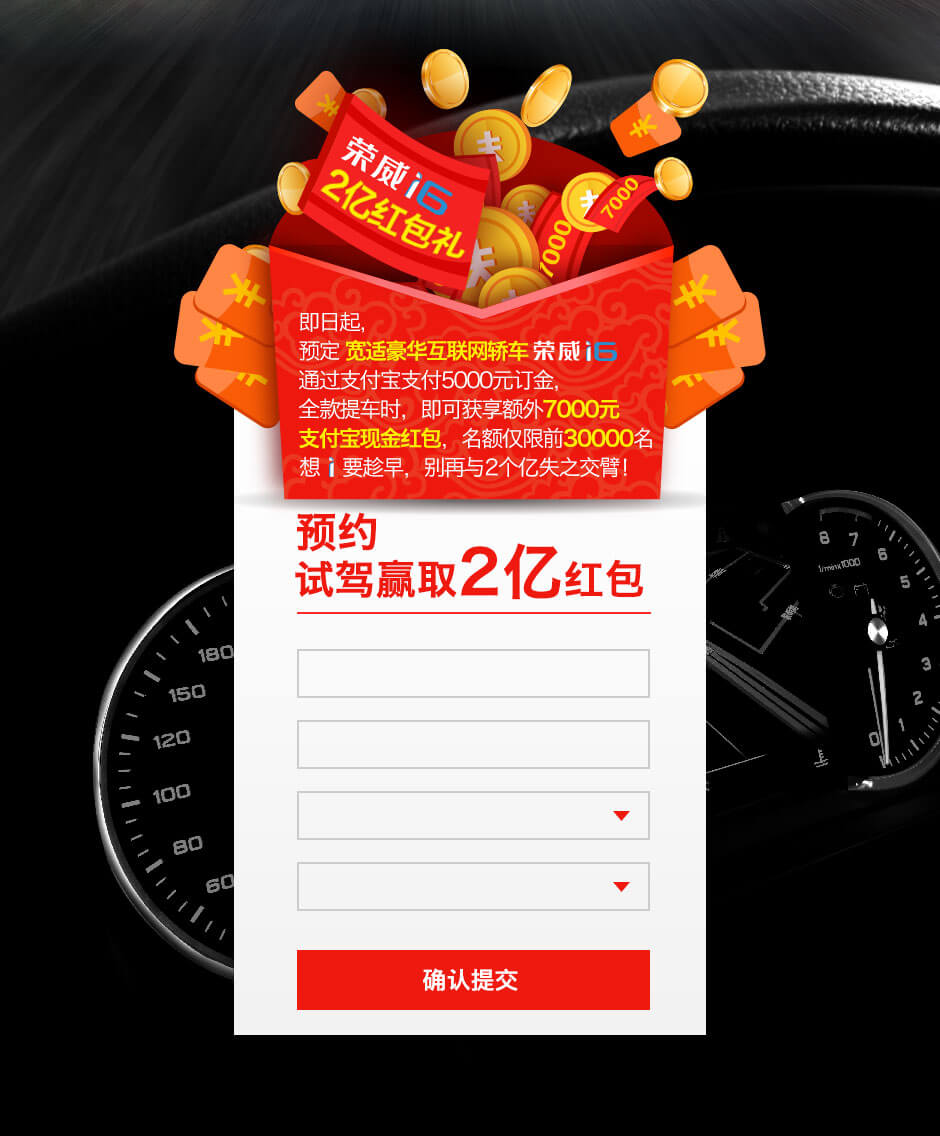 荣威i6
2亿红包礼
7000
7000
即日起,
预定 宽适豪华互联网轿车 荣威i6
通过支付宝支付5000元订金,
全款提车时，即可获享额外7000元
支付宝现金红包，名额仅限前30000名
想 i 要趁早，别再与2个亿失之交臂！
预约
试驾赢取2亿红包
8
7
6
5
4
3
2
1
0
1/minx1000
180
150
120
100
80
60
确认提交